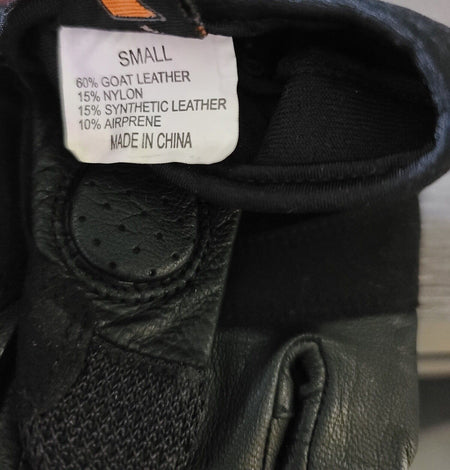 SMALL
60% GOAT LEATHER
15% NYLON
15% SYNTHETIC LEATHER
10% AIRPRENE
MADE IN CHINA